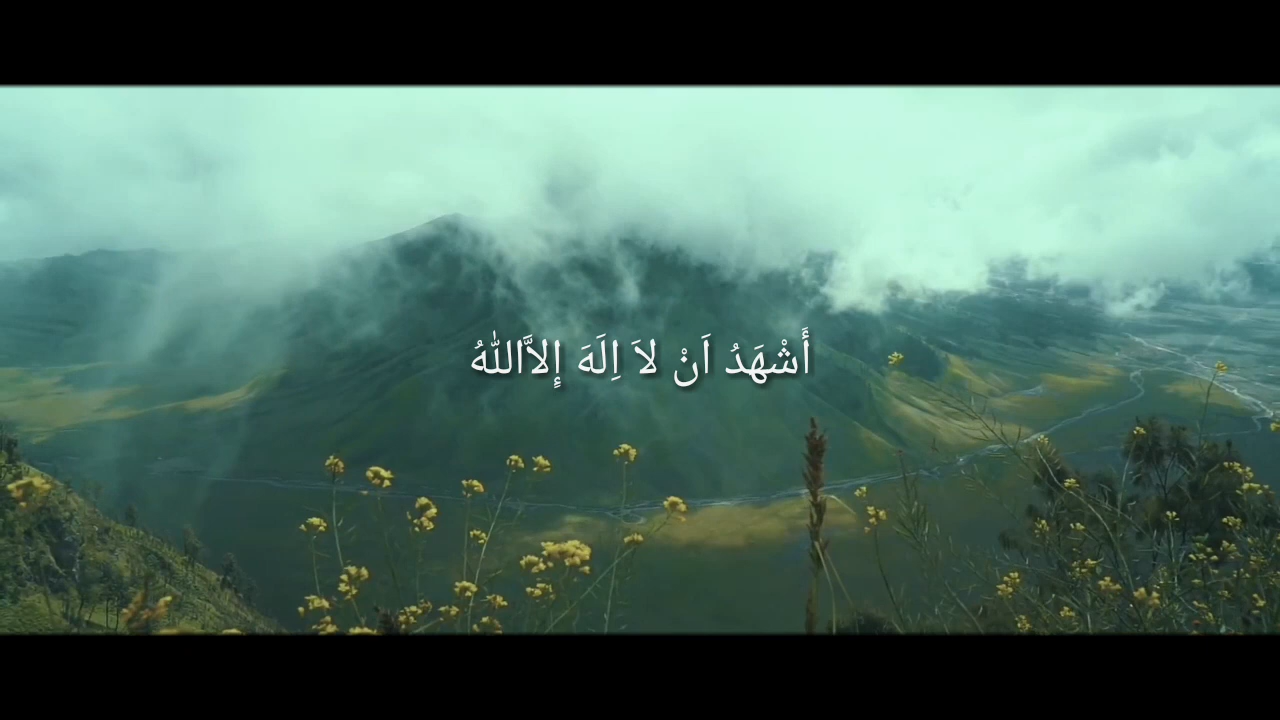 أَشْهَدُ اَنْ لاَ اِلَهَ إِلاَّاللّٰهُ